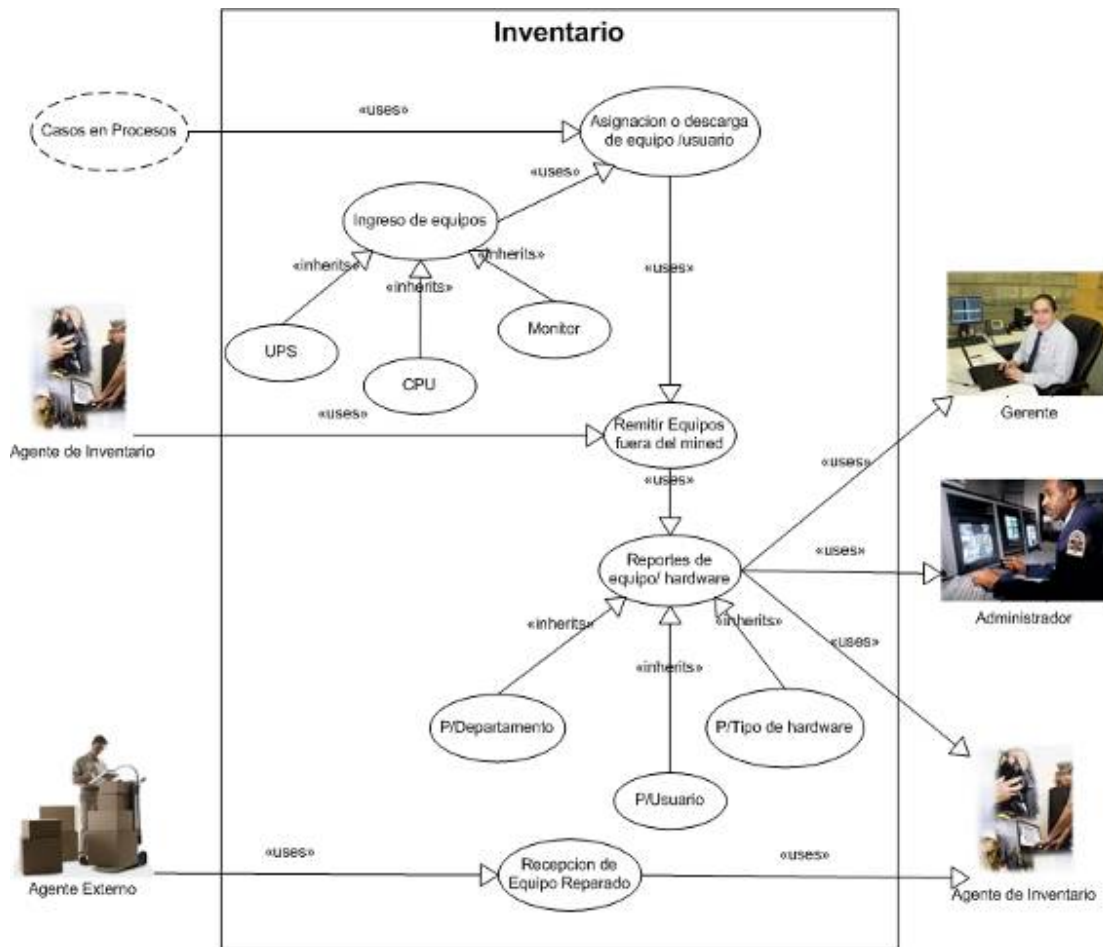 Inventario
«uses»
Casos en Procesos
Asignacion o descarga
de equipo /usuario
«uses»
Ingreso de equipos
«inherits»
«inherits»
«inherits»
«uses»
UPS
CPU
Monitor
«uses»
Agente de Inventario
Remitir Equipos
fuera del mined
«uses»
Gerente
«uses»
Reportes de
equipo/ hardware
«uses»
Administrador
«uses»
«inherits»
«inherits»
«inherits»
P/Departamento
P/Tipo de hardware
P/Usuario
Agente Externo
«uses»
Recepcion de
Equipo Reparado
«uses»
Agente de Inventario